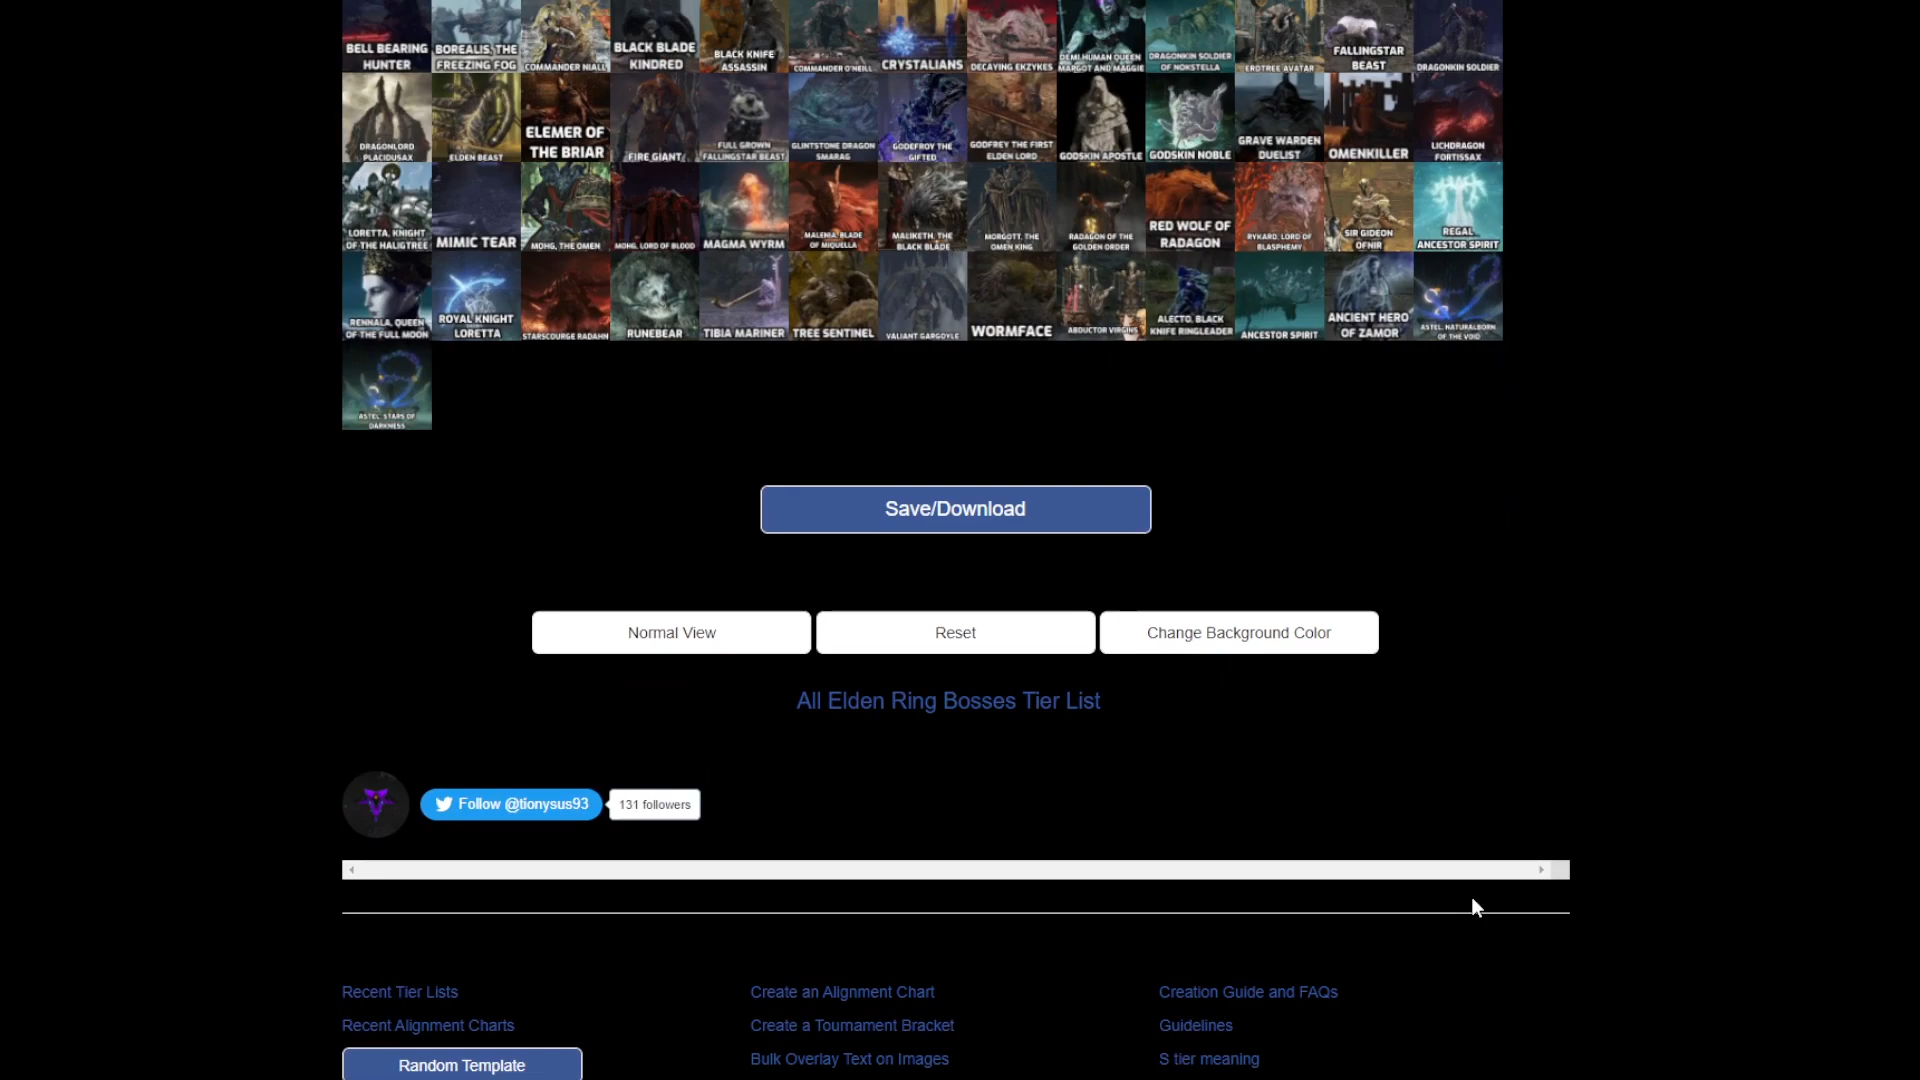 BELL BEARING HUNTER
BOREALIS, THE FREEZING FOG
COMMANDER NIALL
BLACK BLADE KINDRED
BLACK KNIFE ASSASSIN
COMMANDER O'NEILL
CRYSTALIANS
DECAYING EKZYKES
DEMI-HUMAN QUEEN MARGOT AND MAGGIE
DRAGONKIN SOLDIER OF NOKSTELLA
ERDTREE AVATAR
FALLINGSTAR BEAST
DRAGONKIN SOLDIER
DRAGONLORD PLACIDUSAX
ELDEN BEAST
ELEMER OF THE BRIAR
FIRE GIANT
FULL GROWN FALLINGSTAR BEAST
GLINTSTONE DRAGON SMARAG
GODEFROY THE GIFTED
GODFREY THE FIRST ELDEN LORD
GODSKIN APOSTLE
GODSKIN NOBLE
GRAVE WARDEN DUELIST
OMENKILLER
LICHDRAGON FORTISSAX
LORETTA, KNIGHT OF THE HALIGTREE
MIMIC TEAR
MOHG, THE OMEN
MOHG, LORD OF BLOOD
MAGMA WYRM
MALENIA, BLADE OF MIQUELLA
MALIKETH, THE BLACK BLADE
MORGOTT, THE OMEN KING
RADAGON OF THE GOLDEN ORDER
RED WOLF OF RADAGON
RYKARD, LORD OF BLASPHEMY
SIR GIDEON OFNIR
REGAL ANCESTOR SPIRIT
RENNALA, QUEEN OF THE FULL MOON
ROYAL KNIGHT LORETTA
STARSCOURGE RADAHN
RUNEBEAR
TIBIA MARINER
TREE SENTINEL
VALIANT GARGOYLE
WORMFACE
ABDUCTOR VIRGINS
ALECTO, BLACK KNIFE RINGLEADER
ANCESTOR SPIRIT
ANCIENT HERO OF ZAMOR
ASTEL, NATURALBORN OF THE VOID
ASTEL, STARS OF DARKNESS
Save/Download
Normal View
Reset
Change Background Color
All Elden Ring Bosses Tier List
Follow @tionysus93
131 followers
Recent Tier Lists
Create an Alignment Chart
Creation Guide and FAQs
Recent Alignment Charts
Create a Tournament Bracket
Guidelines
Random Template
Bulk Overlay Text on Images
S tier meaning